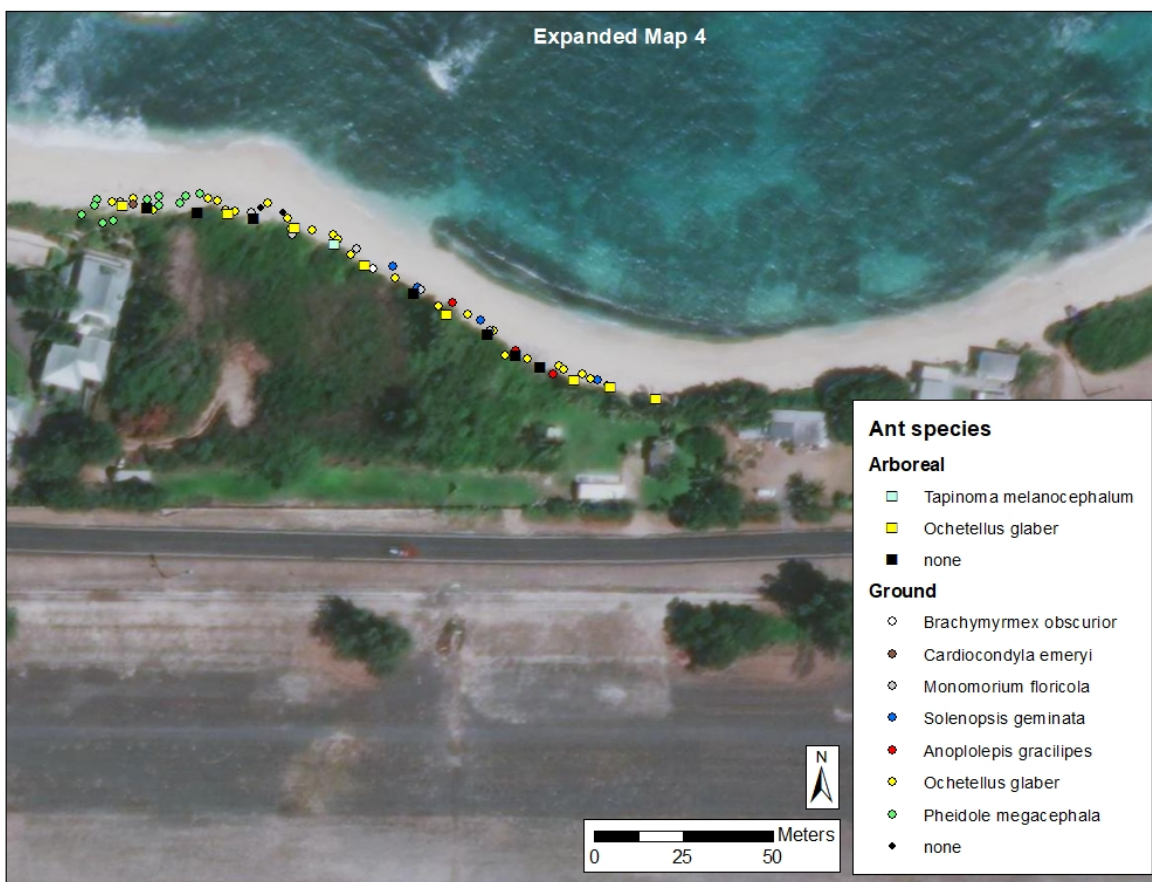 Expanded Map 4
Ant species
Arboreal
Tapinoma melanocephalum
Ochetellus glaber
none
Ground
Brachymyrmex obscurior
Cardiocondyla emeryi
Monomorium floricola
Solenopsis geminata
Anoplolepis gracilipes
Ochetellus glaber
Pheidole megacephala
none
N
Meters
0 25 50